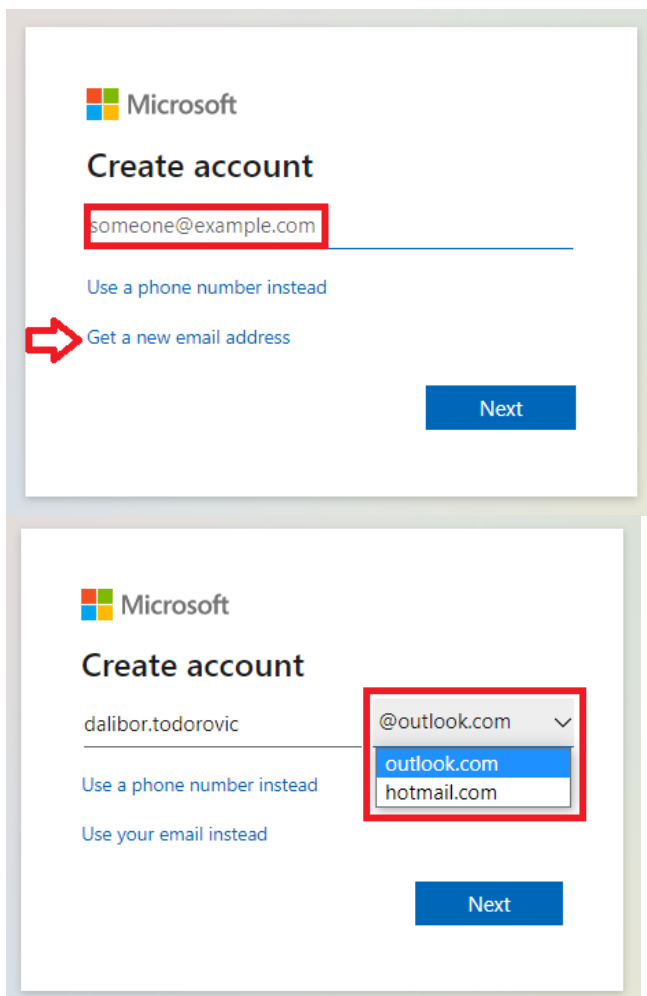 Microsoft
Create account
someone@example.com
Use a phone number instead
Get a new email address
Next
Microsoft
Create account
dalibor.todorovic @outlook.com
outlook.com
hotmail.com
Use a phone number instead
Use your email instead
Next